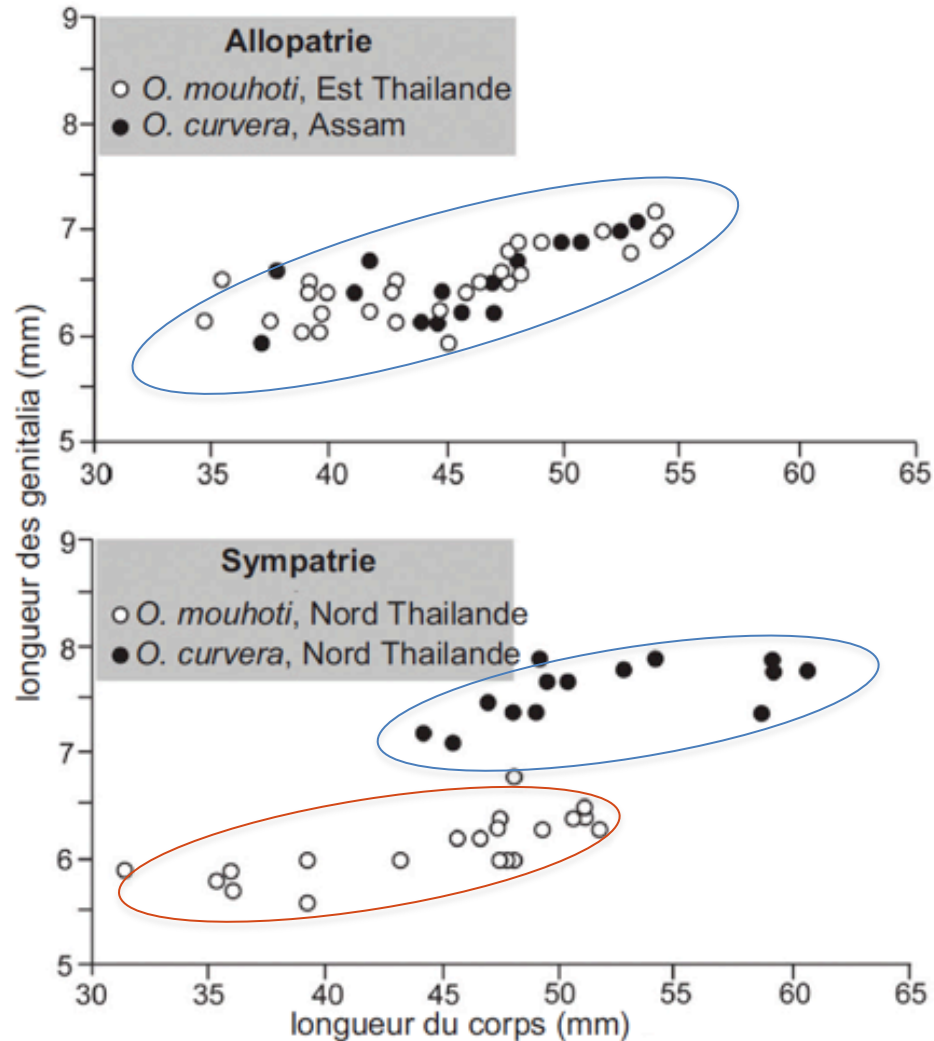 Allopatrie
O. mouhoti, Est Thailande
O. curvera, Assam
9
8
7
6
5
30 35 40 45 50 55 60 65
longueur des genitalia (mm)
Sympatrie
O. mouhoti, Nord Thailande
O. curvera, Nord Thailande
9
8
7
6
5
30 35 40 45 50 55 60 65
longueur du corps (mm)